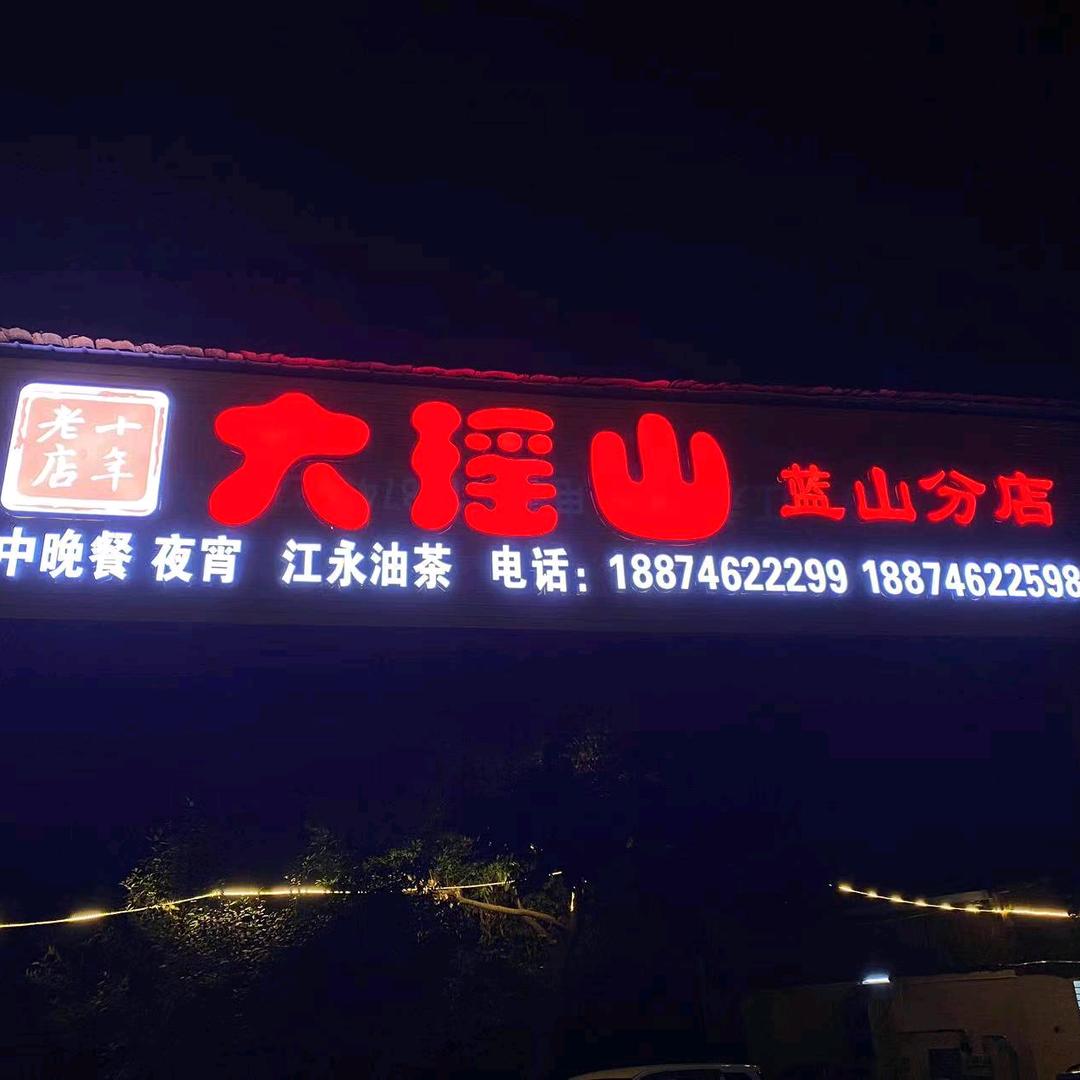 十年
老店
大瑶山 蓝山分店
中晚餐 夜宵 江永油茶 电话：18874622299 18874622598